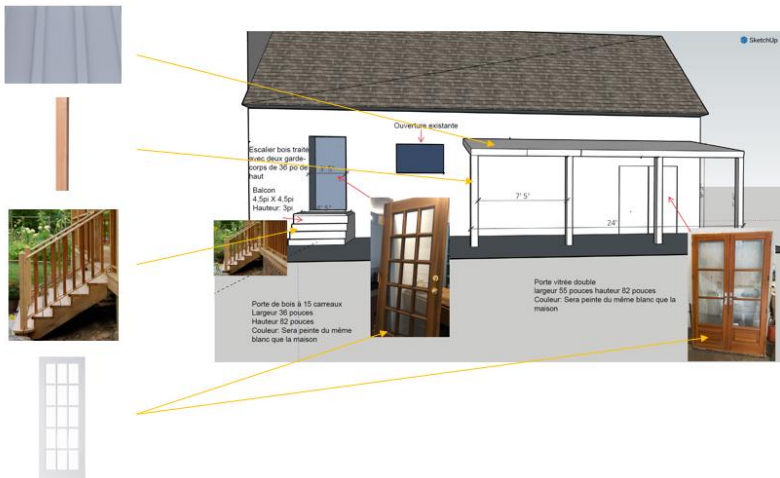 SketchUp
Ouverture existante
Escalier bois traité
avec deux garde-
corps de 36 po de
haut
Balcon
4,5pi X 4,5pi
Hauteur: 3pi
7' 5"
24'
Porte de bois à 15 carreaux
Largeur 36 pouces
Hauteur 82 pouces
Couleur: Sera peinte du même
blanc que la maison
Porte vitrée double
largeur 55 pouces hauteur 82 pouces
Couleur: Sera peinte du même blanc que la
maison